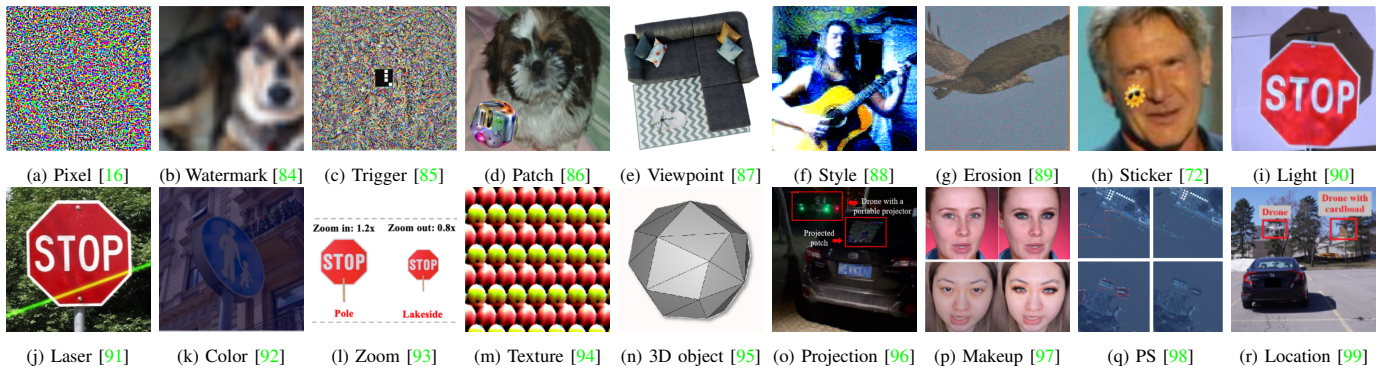 STOP
(a) Pixel [16]
(b) Watermark [84]
(c) Trigger [85]
(d) Patch [86]
(e) Viewpoint [87]
(f) Style [88]
(g) Erosion [89]
(h) Sticker [72]
(i) Light [90]
STOP
Zoom in: 1.2x
Zoom out: 0.8x
STOP
STOP
Pole
Lakeside
Drone with a
portable projector
Projected
patch
Drone
Drone with
cardboad
(j) Laser [91]
(k) Color [92]
(l) Zoom [93]
(m) Texture [94]
(n) 3D object [95]
(o) Projection [96]
(p) Makeup [97]
(q) PS [98]
(r) Location [99]